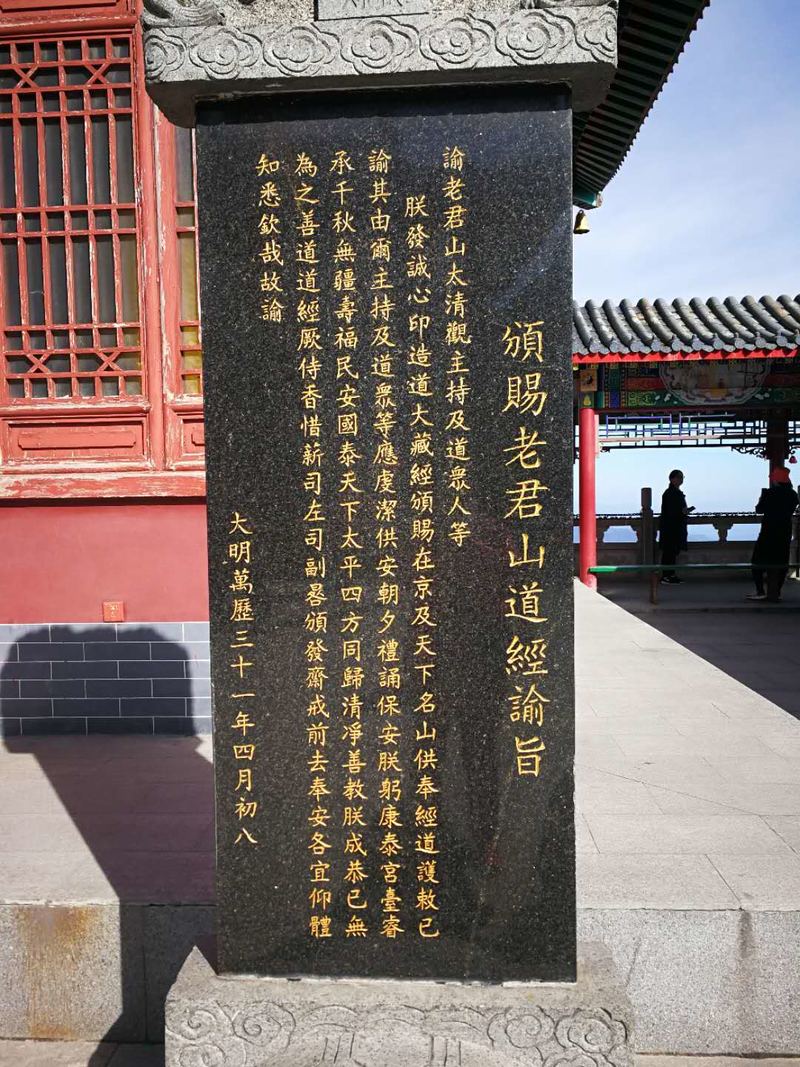 頒賜老君山道經諭旨
諭老君山太清觀主持及道眾人等
朕發誠心印造道大藏經頒賜在京及天下名山供奉經道護敕已
諭其由爾主持及道眾等應虔潔供安朝夕禮誦保安朕躬康泰宮臺睿
承千秋無疆壽福民安國泰天下太平四方同歸清凈善教朕成恭已無
為之善道道經厥侍香惜薪司左司副晷頒發齋戒前去奉安各宜仰體
知悉欽哉故諭
大明萬歷三十一年四月初八